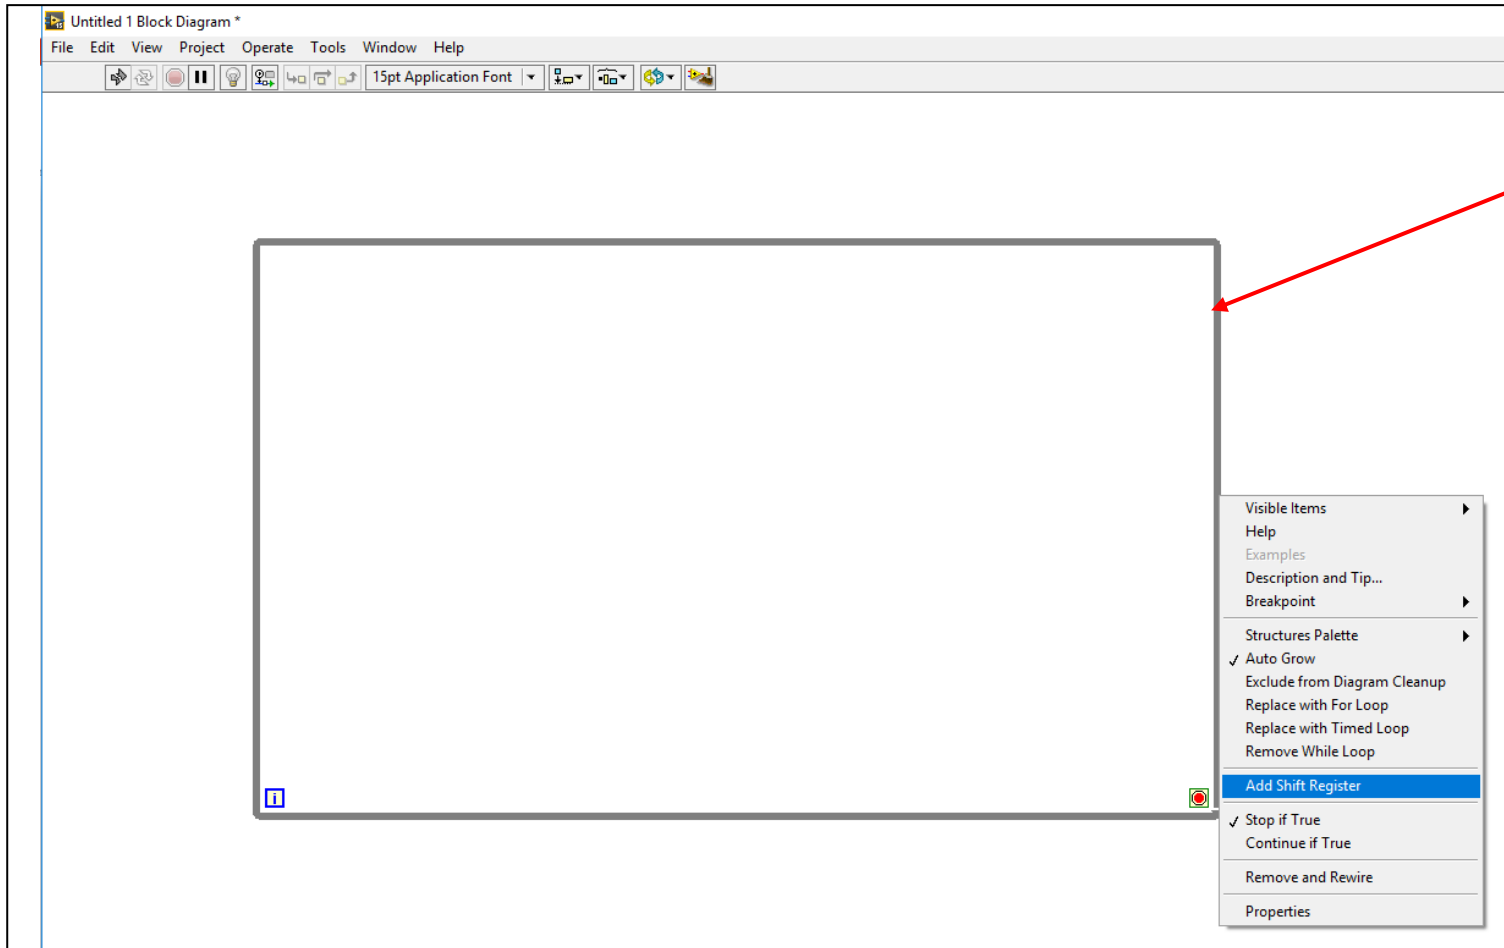 Untitled 1 Block Diagram *
File Edit View Project Operate Tools Window Help
15pt Application Font
Visible Items
Help
Examples
Description and Tip...
Breakpoint
Structures Palette
Auto Grow
Exclude from Diagram Cleanup
Replace with For Loop
Replace with Timed Loop
Remove While Loop
i
Add Shift Register
Stop if True
Continue if True
Remove and Rewire
Properties